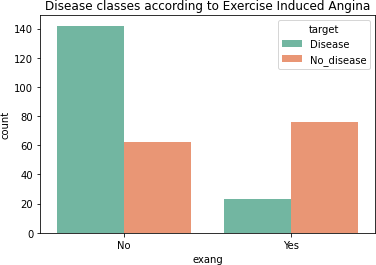 Disease classes according to Exercise Induced Angina
target
Disease
No_disease
140
120
100
80
60
40
20
0
count
No
Yes
exang